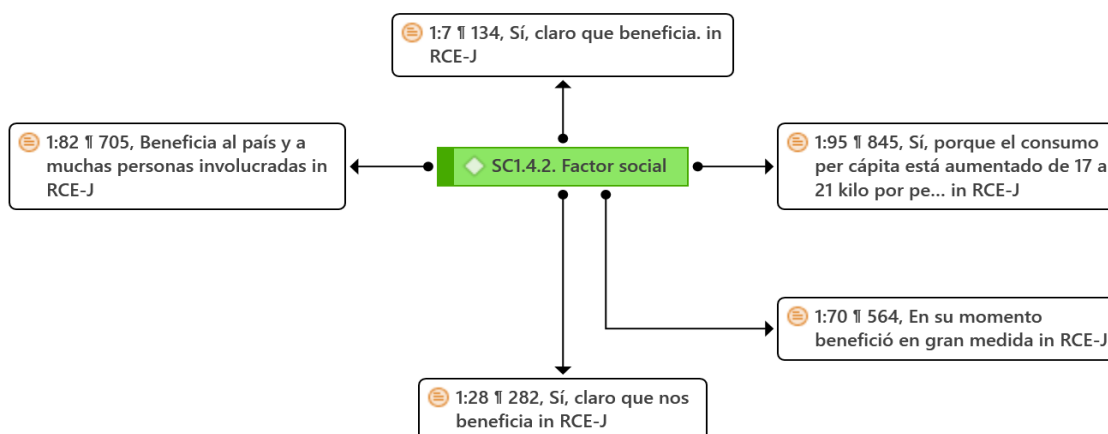 1:7 ¶ 134, Sí, claro que beneficia. in
RCE-J
1:82 ¶ 705, Beneficia al país y a
muchas personas involucradas in
RCE-J
SC1.4.2. Factor social
1:95 ¶ 845, Sí, porque el consumo
per cápita está aumentado de 17 a
21 kilo por pe... in RCE-J
1:70 ¶ 564, En su momento
benefició en gran medida in RCE-J
1:28 ¶ 282, Sí, claro que nos
beneficia in RCE-J